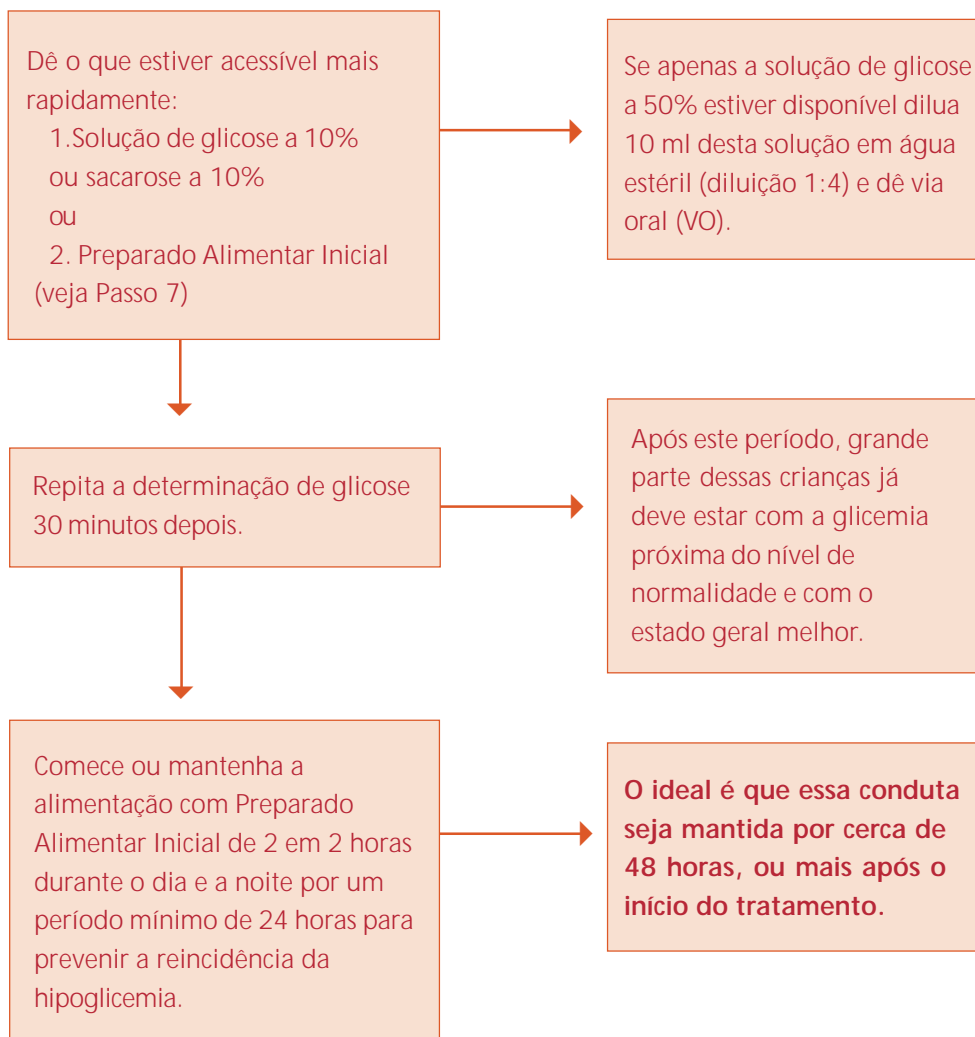 Dê o que estiver acessível mais
rapidamente:
1.Solução de glicose a 10%
ou sacarose a 10%
ou
2. Preparado Alimentar Inicial
(veja Passo 7)
Se apenas a solução de glicose
a 50% estiver disponível dilua
10 ml desta solução em água
estéril (diluição 1:4) e dê via
oral (VO).
Repita a determinação de glicose
30 minutos depois.
Após este período, grande
parte dessas crianças já
deve estar com a glicemia
próxima do nível de
normalidade e com o
estado geral melhor.
Comece ou mantenha a
alimentação com Preparado
Alimentar Inicial de 2 em 2 horas
durante o dia e a noite por um
período mínimo de 24 horas para
prevenir a reincidência da
hipoglicemia.
O ideal é que essa conduta
seja mantida por cerca de
48 horas, ou mais após o
início do tratamento.